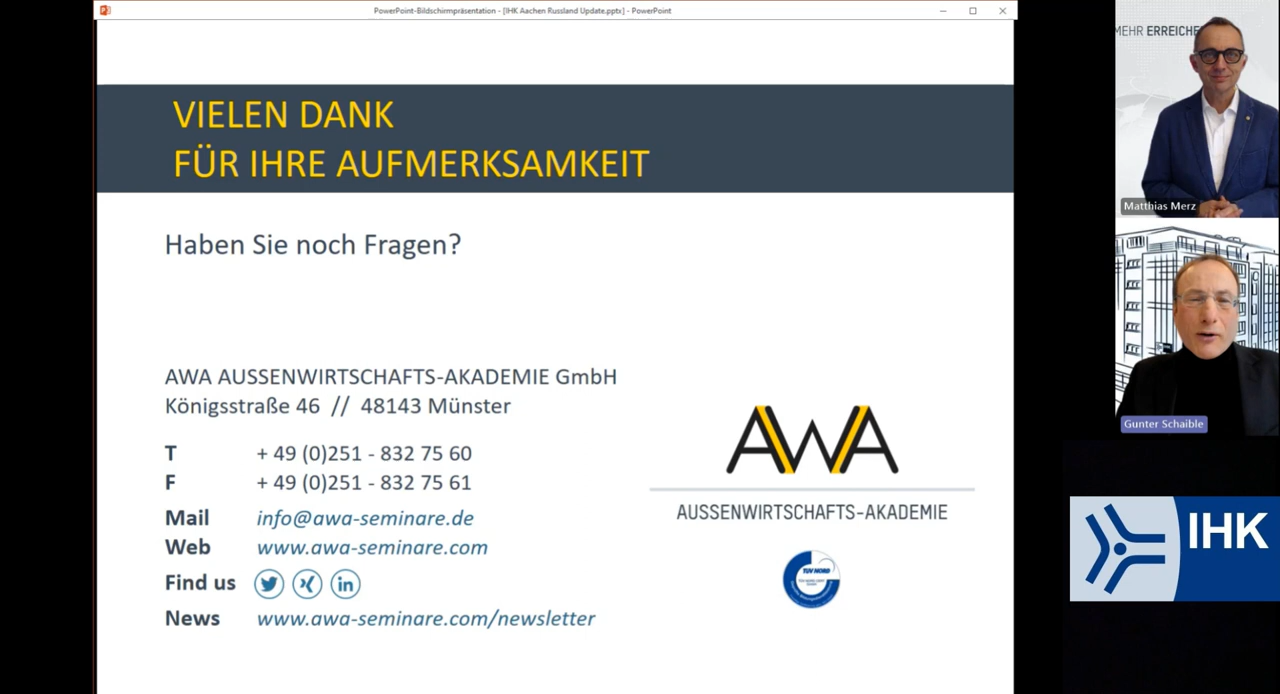 PowerPoint-Bildschirmpräsentation - [IHK Aachen Russland Update.pptx] - PowerPoint
VIELEN DANK
FÜR IHRE AUFMERKSAMKEIT
Haben Sie noch Fragen?
AWA AUSSENWIRTSCHAFTS-AKADEMIE GmbH
Königsstraße 46 // 48143 Münster
T + 49 (0)251 - 832 75 60
F + 49 (0)251 - 832 75 61
Mail info@awa-seminare.de
Web www.awa-seminare.com
Find us
News www.awa-seminare.com/newsletter
AWA
AUSSENWIRTSCHAFTS-AKADEMIE
TÜV NORD
MEHR ERREICHE
Matthias Merz
Gunter Schaible
IHK